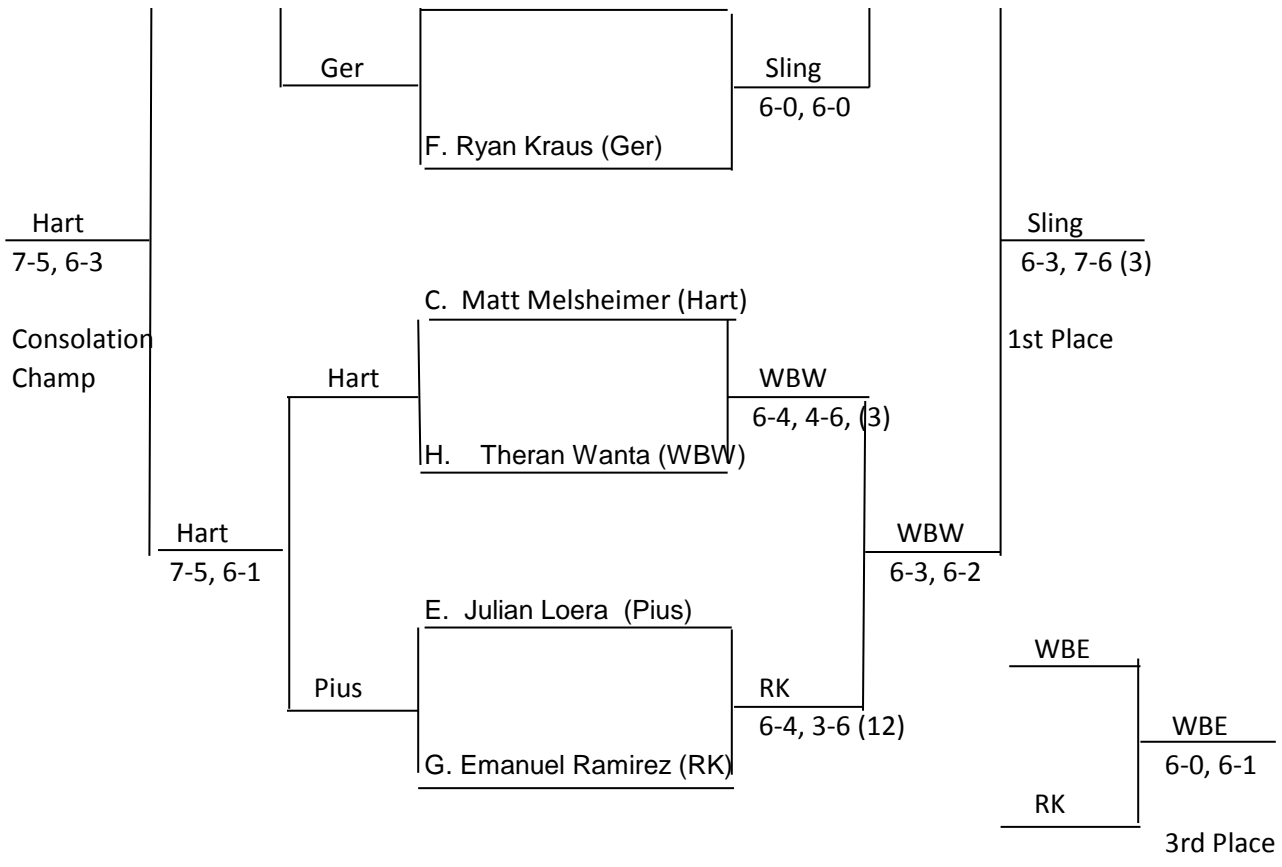 Ger
Sling
6-0, 6-0
F. Ryan Kraus (Ger)
Hart
Sling
7-5, 6-3
6-3, 7-6 (3)
C. Matt Melsheimer (Hart)
Consolation
Champ
1st Place
Hart
WBW
6-4, 4-6, (3)
H. Theran Wanta (WBW)
Hart
WBW
7-5, 6-1
6-3, 6-2
E. Julian Loera (Pius)
WBE
Pius
RK
6-4, 3-6 (12)
WBE
G. Emanuel Ramirez (RK)
6-0, 6-1
RK
3rd Place